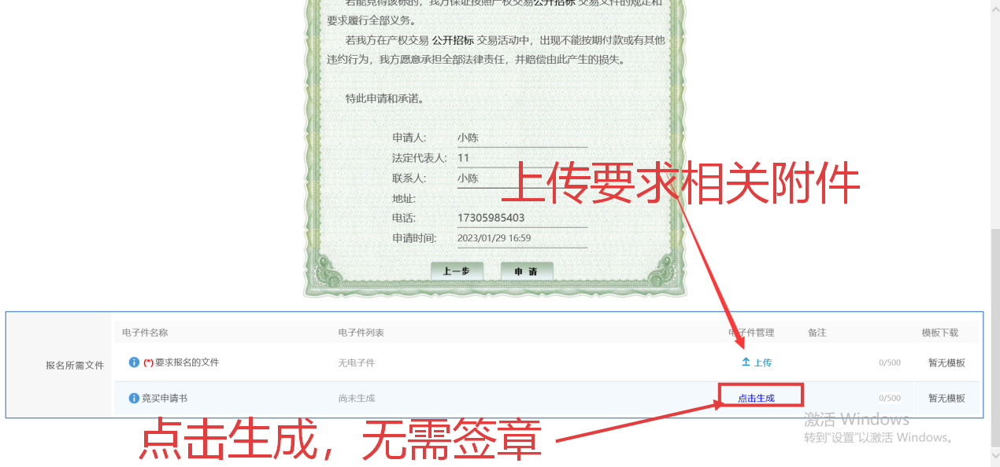 若能竞得该标的，我方保证按照产权交易公开招标 交易文件的规定和
要求履行全部义务。
若我方在产权交易 公开招标 交易活动中，出现不能按期付款或有其他
违约行为，我方愿意承担全部法律责任，并赔偿由此产生的损失。
特此申请和承诺。
申请人: 小陈
法定代表人: 11
联系人: 小陈
上传要求相关附件
地址:
电话: 17305985403
申请时间: 2023/01/29 16:59
上一步 申 请
电子件名称 电子件列表 电子件管理 备注 模板下载
报名所需文件
(*)要求报名的文件 无电子件 上传 0/500 暂无模板
竞买申请书 尚未生成 点击生成 0/500 暂无模板
点击生成，无需签章
激活 Windows
转到"设置"以激活 Windows。